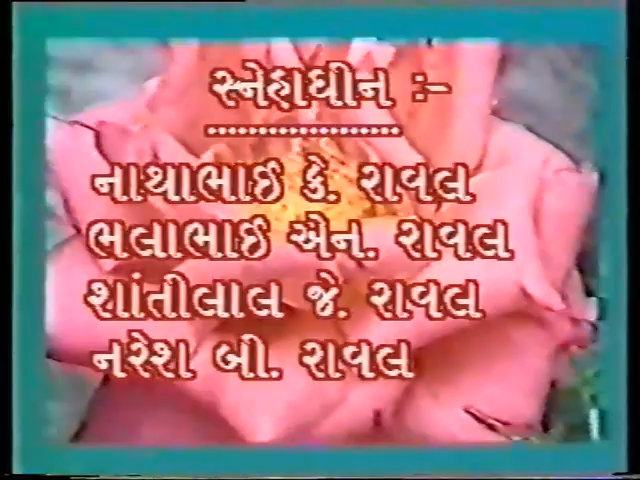 સ્નેહાધીન :-
નાથાભાઈ કે. રાવલ
ભલાભાઈ એન. રાવલ
શાંતીલાલ જે. રાવલ
નરેશ બી. રાવલ